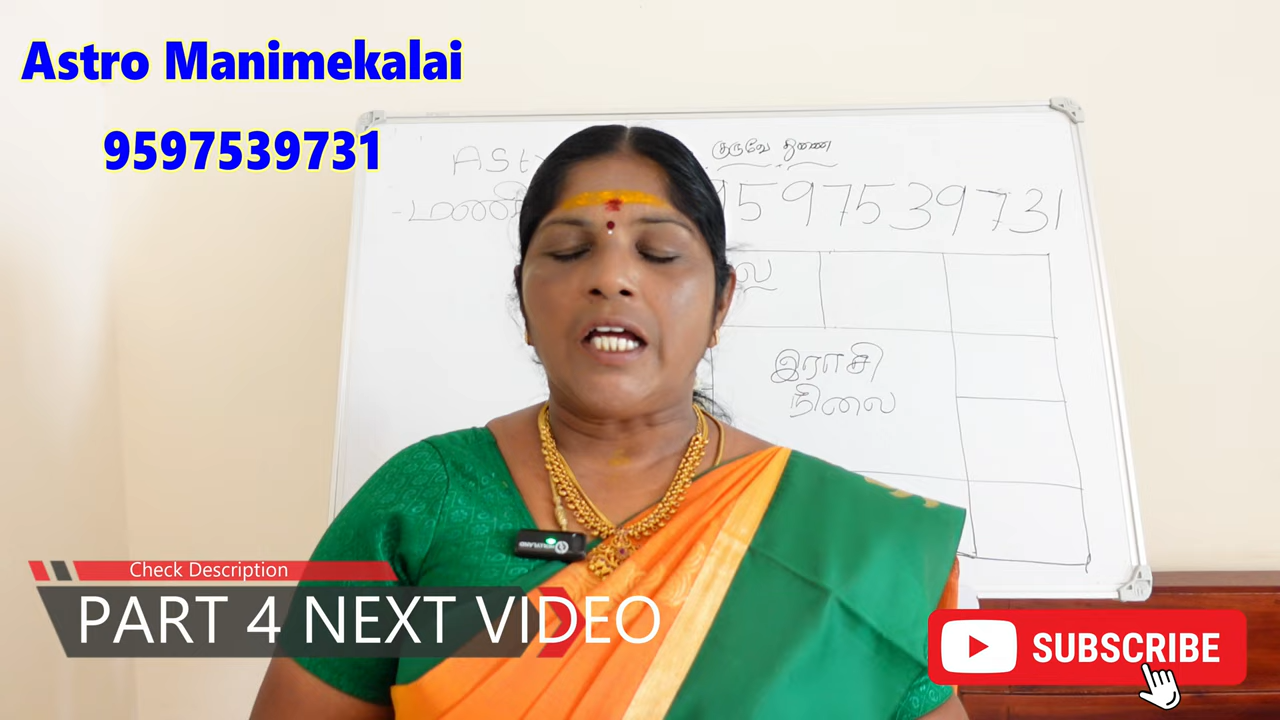 Astro Manimekalai
9597539731
குருவே துணை
9597539731
இராசி
நிலை
Check Description
PART 4 NEXT VIDEO
SUBSCRIBE